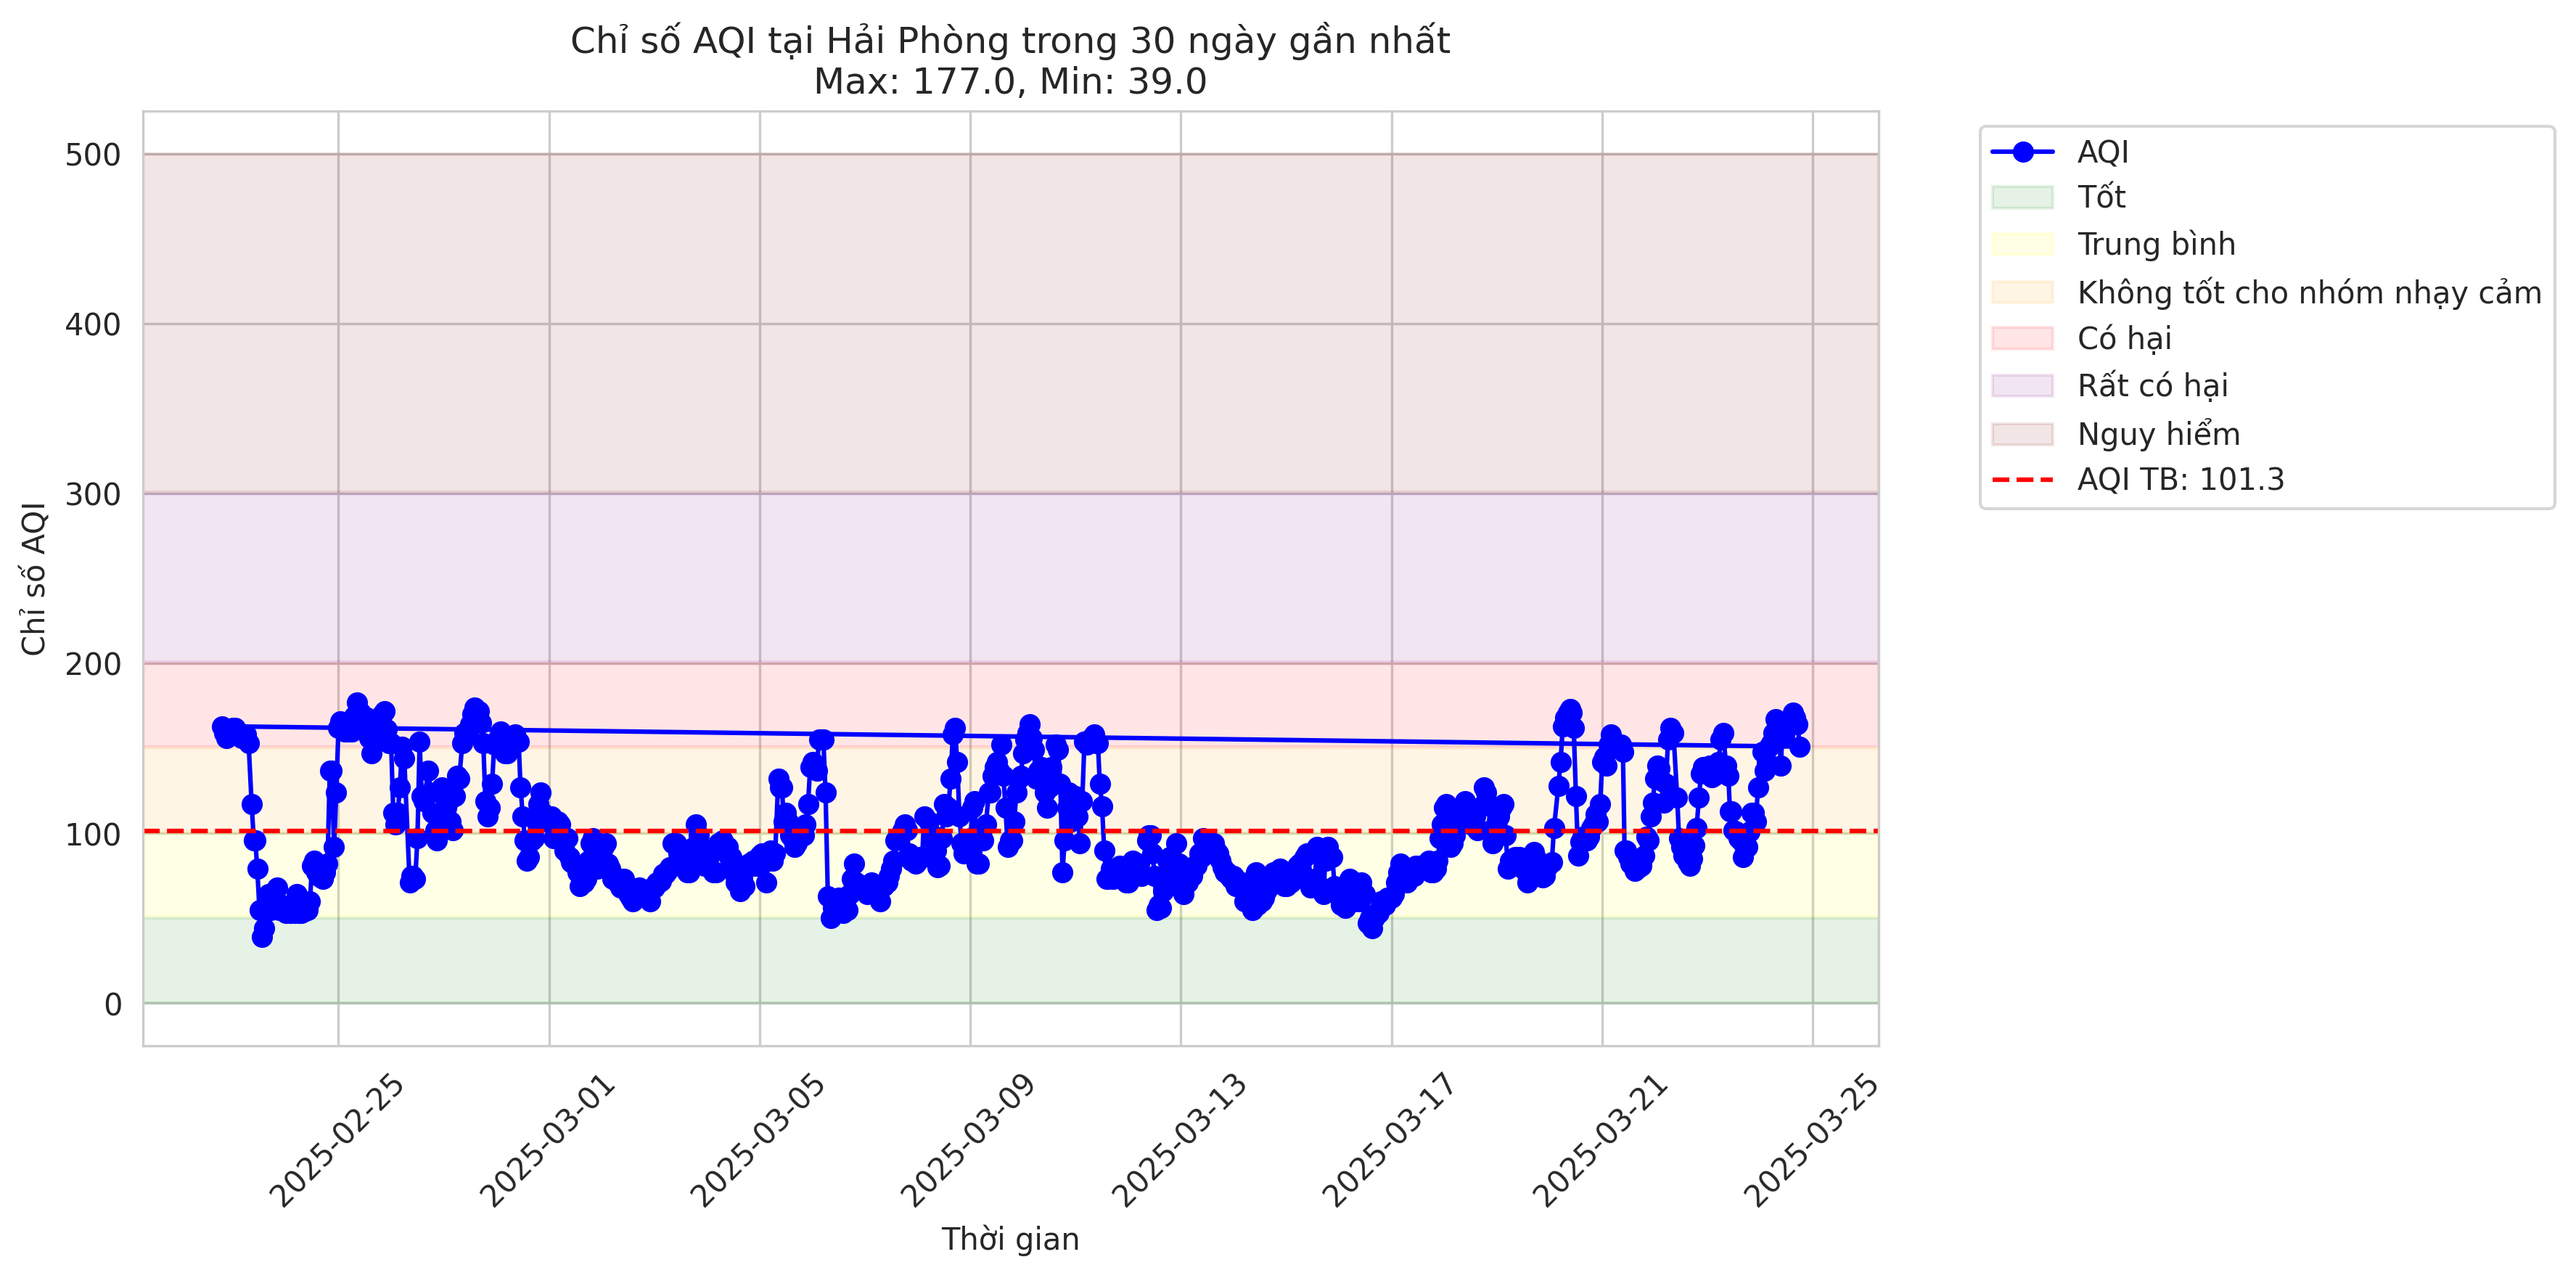 Chỉ số AQI tại Hải Phòng trong 30 ngày gần nhất
Max: 177.0, Min: 39.0
Chỉ số AQI
500
400
300
200
100
0
2025-02-25
2025-03-01
2025-03-05
2025-03-09
2025-03-13
2025-03-17
2025-03-21
2025-03-25
Thời gian
AQI
Tốt
Trung bình
Không tốt cho nhóm nhạy cảm
Có hại
Rất có hại
Nguy hiểm
AQI TB: 101.3